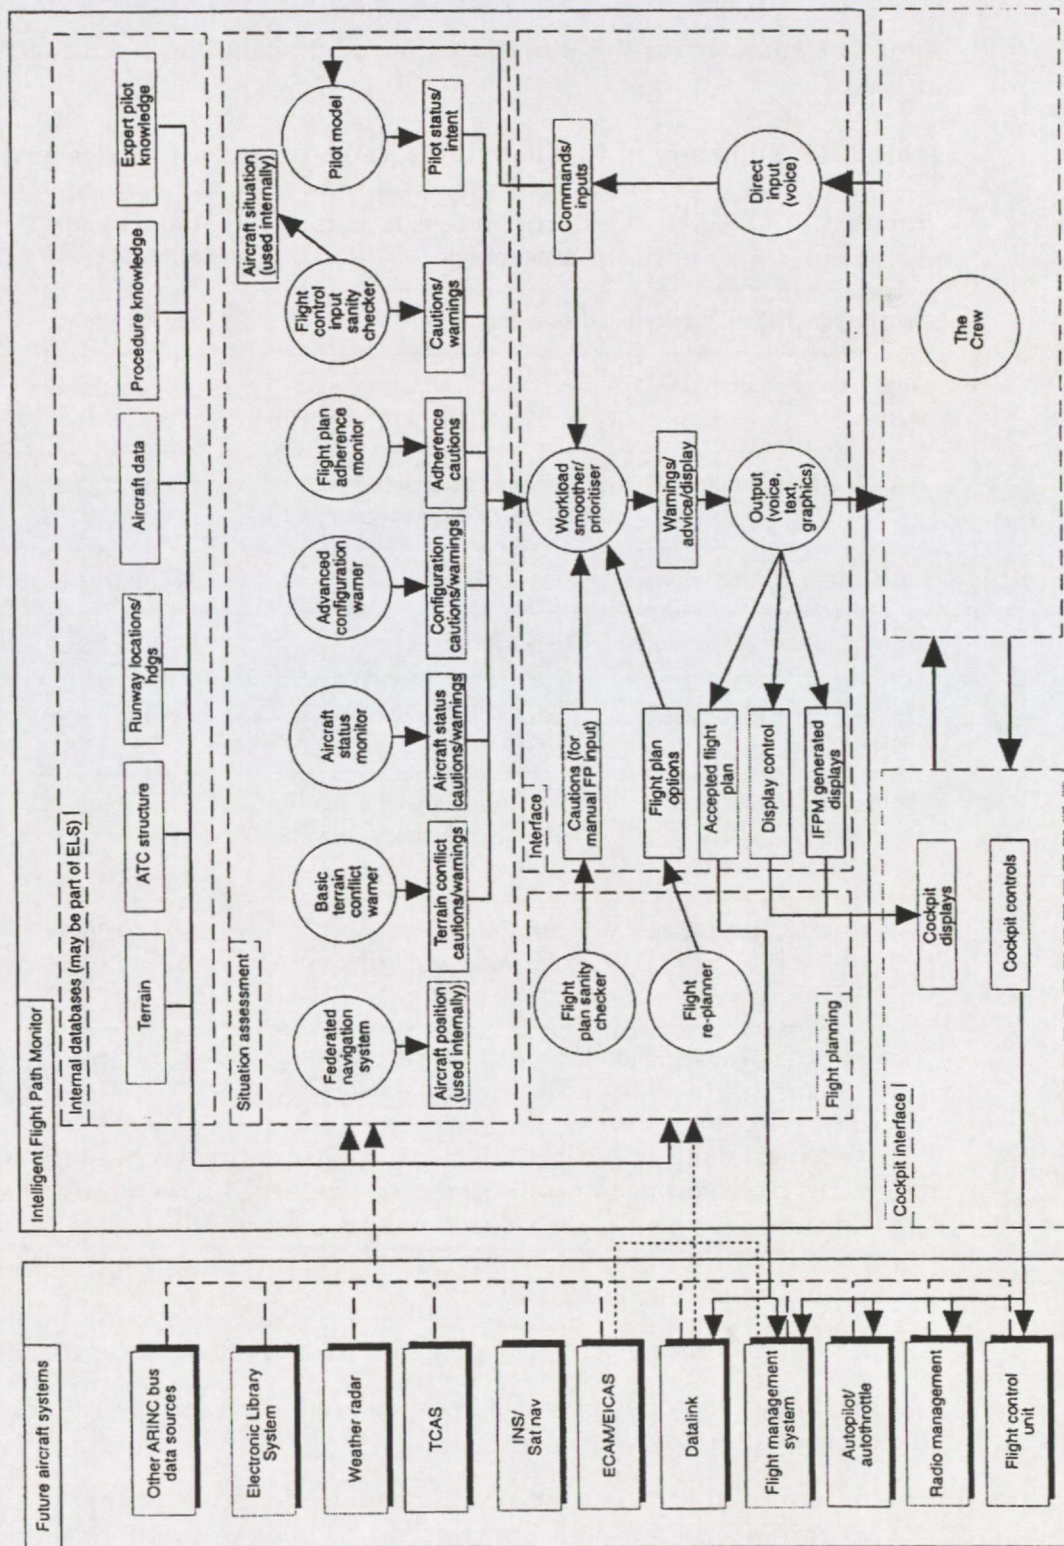 Future aircraft systems
Other ARINC bus
data sources
Electronic Library
System
Weather radar
TCAS
INS/
Sat nav
ECAM/EICAS
Datalink
Flight management
system
Autopilot/
autothrottle
Radio management
Flight control
unit
Intelligent Flight Path Monitor
Internal databases (may be part of ELS)
Terrain
ATC structure
Runway locations/
hdgs
Aircraft data
Procedure knowledge
Expert pilot
knowledge
Situation assessment
Federated
navigation
system
Basic
terrain
conflict
warner
Aircraft
status
monitor
Advanced
configuration
warner
Flight plan
adherence
monitor
Flight
control
input
sanity
checker
Aircraft situation
(used internally)
Pilot model
Aircraft position
(used internally)
Terrain conflict
cautions/warnings
Aircraft status
cautions/warnings
Configuration
cautions/warnings
Adherence
cautions
Cautions/
warnings
Pilot status/
intent
Flight planning
Flight
plan sanity
checker
Flight
re-planner
Interface
Cautions (for
manual FP input)
Flight plan
options
Accepted flight
plan
Display control
IFPM generated
displays
Workload
smoother/
prioritiser
Warnings/
advice/display
Output
(voice,
text,
graphics)
Commands/
inputs
Direct
input
(voice)
Cockpit interface
Cockpit
displays
Cockpit controls
The
Crew